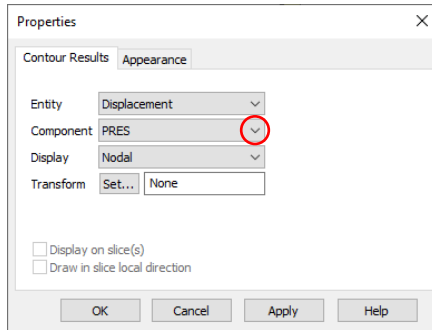 Properties
Contour Results Appearance
Entity Displacement
Component PRES
Display Nodal
Transform Set... None
Display on slice(s)
Draw in slice local direction
OK Cancel Apply Help